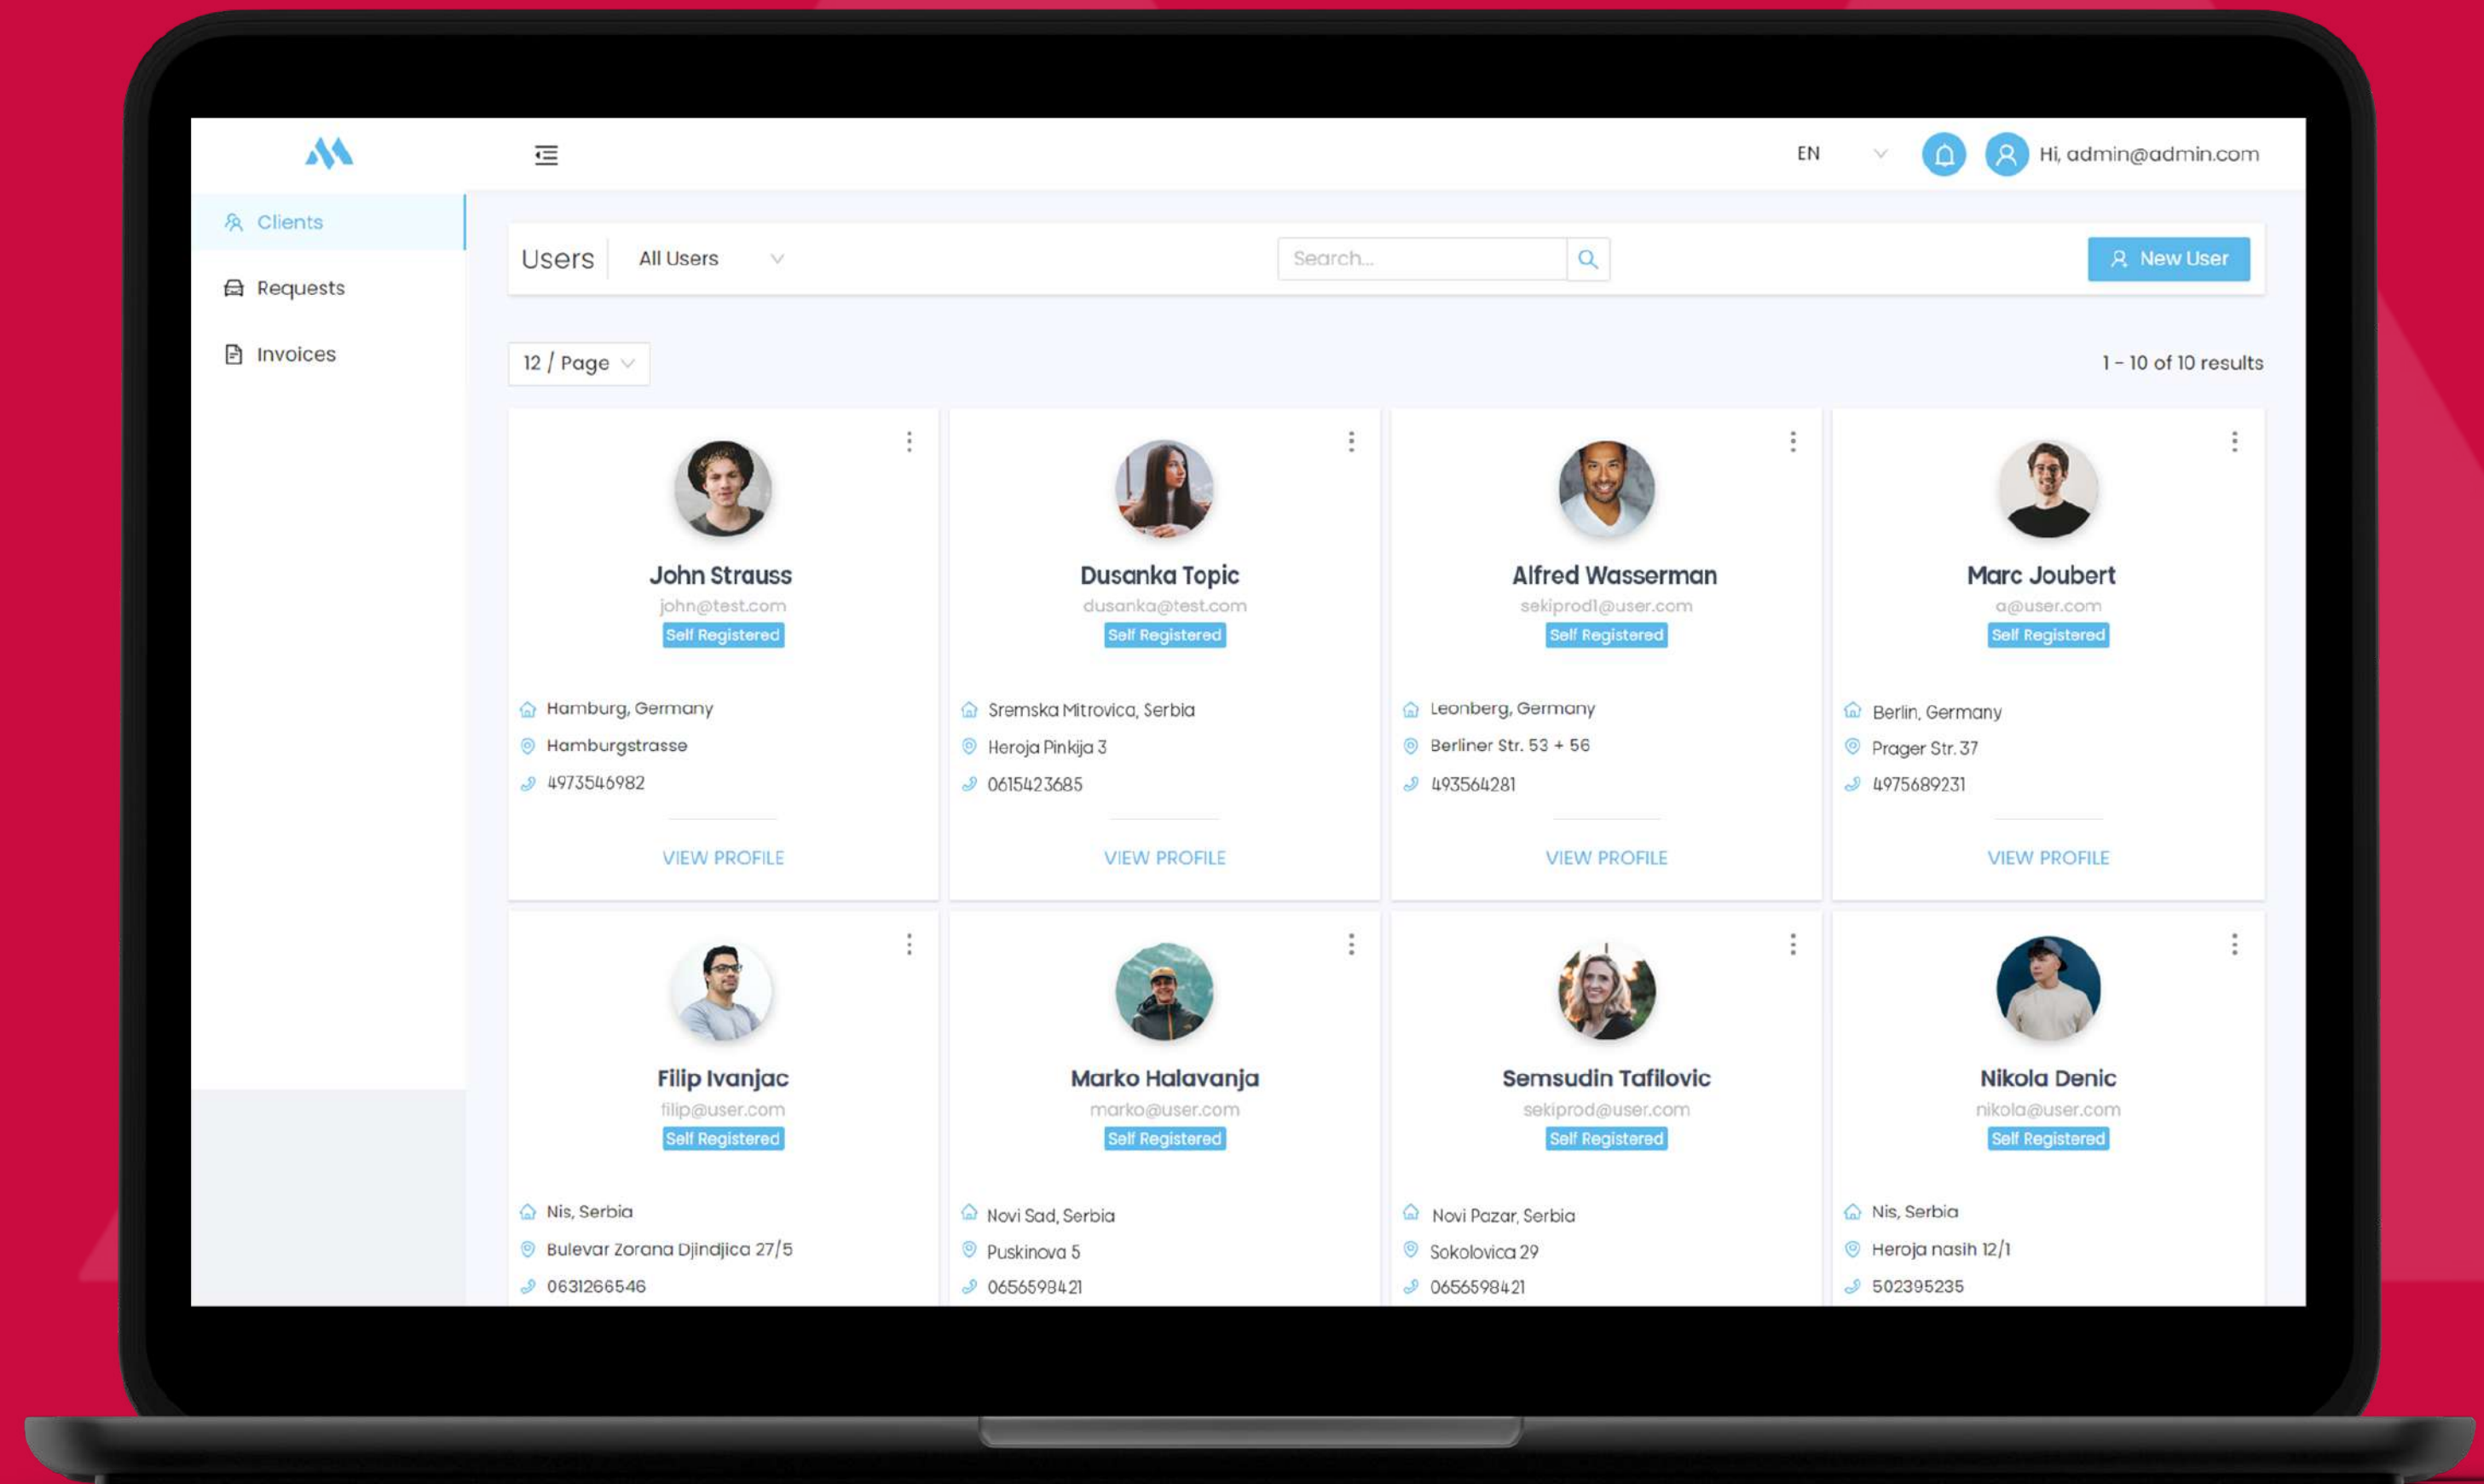 EN
Hi, admin@admin.com
Clients
Requests
Invoices
Users
All Users
Search...
New User
12 / Page
1 - 10 of 10 results
John Strauss
john@test.com
Self Registered
Hamburg, Germany
Hamburgstrasse
4973546982
VIEW PROFILE
Dusanka Topic
dusanka@test.com
Self Registered
Sremska Mitrovica, Serbia
Heroja Pinkija 3
0615423685
VIEW PROFILE
Alfred Wasserman
sekiprod1@user.com
Self Registered
Leonberg, Germany
Berliner Str. 53 + 56
493564281
VIEW PROFILE
Marc Joubert
a@user.com
Self Registered
Berlin, Germany
Prager Str. 37
4975689231
VIEW PROFILE
Filip Ivanjac
filip@user.com
Self Registered
Nis, Serbia
Bulevar Zorana Djindjica 27/5
0631266546
Marko Halavanja
marko@user.com
Self Registered
Novi Sad, Serbia
Puskinova 5
0656598421
Semsudin Tafilovic
sekiprod@user.com
Self Registered
Novi Pazar, Serbia
Sokolovica 29
0656598421
Nikola Denic
nikola@user.com
Self Registered
Nis, Serbia
Heroja nasih 12/1
502395235